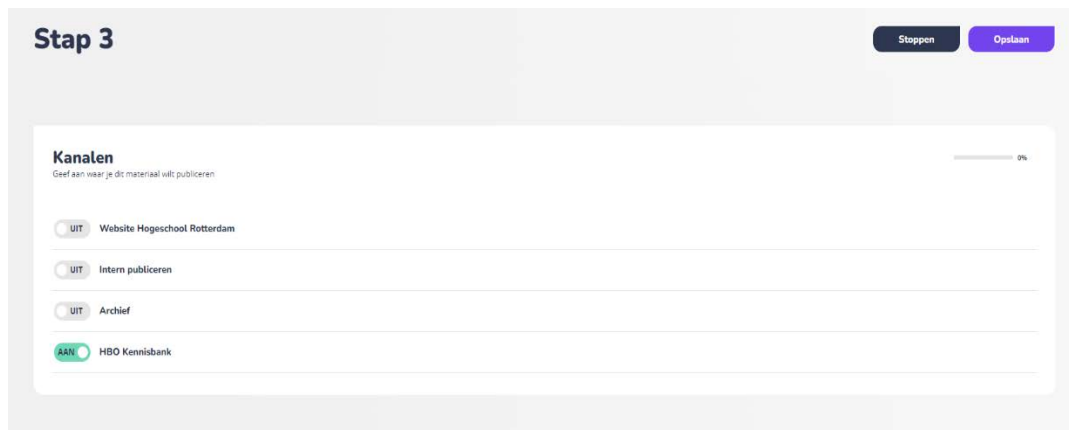 Stap 3
Stoppen
Opslaan
Kanalen
0%
Geef aan waar je dit materiaal wilt publiceren
UIT Website Hogeschool Rotterdam
UIT Intern publiceren
UIT Archief
AAN HBO Kennisbank